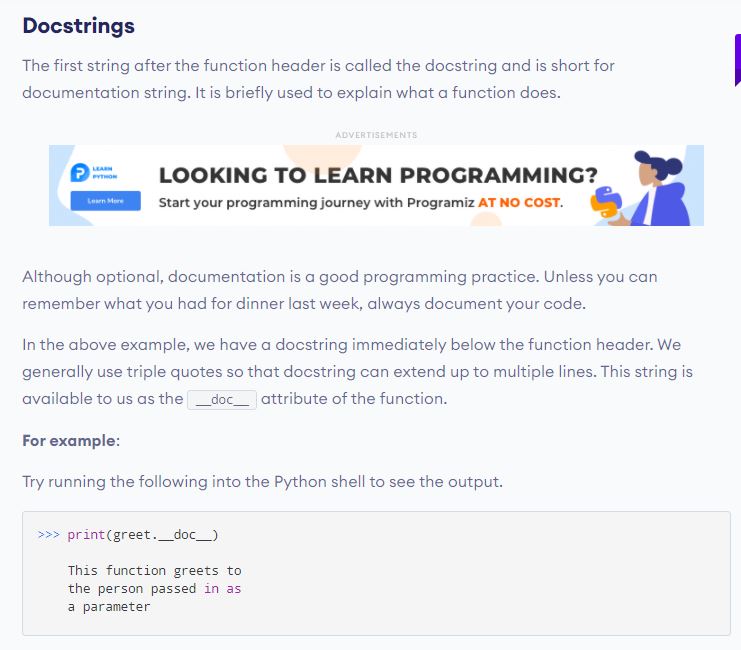 Docstrings
The first string after the function header is called the docstring and is short for
documentation string. It is briefly used to explain what a function does.
ADVERTISEMENTS
LEARN
PYTHON
Learn More
LOOKING TO LEARN PROGRAMMING?
Start your programming journey with Programiz AT NO COST.
Although optional, documentation is a good programming practice. Unless you can
remember what you had for dinner last week, always document your code.
In the above example, we have a docstring immediately below the function header. We
generally use triple quotes so that docstring can extend up to multiple lines. This string is
available to us as the __doc__ attribute of the function.
For example:
Try running the following into the Python shell to see the output.
>>> print(greet.__doc__)
This function greets to
the person passed in as
a parameter